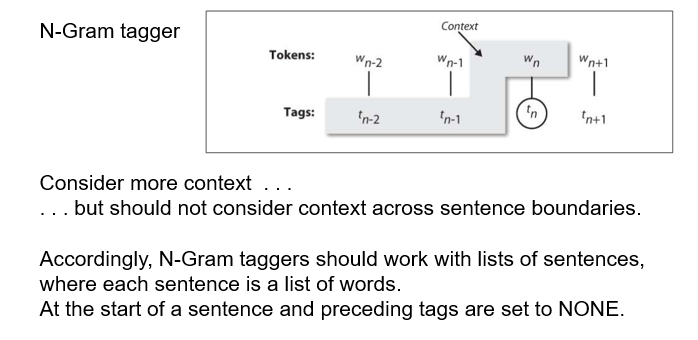 N-Gram tagger
Context
Tokens: wn-2 wn-1 wn wn+1
Tags: tn-2 tn-1 tn tn+1
Consider more context . . .
. . . but should not consider context across sentence boundaries.
Accordingly, N-Gram taggers should work with lists of sentences,
where each sentence is a list of words.
At the start of a sentence and preceding tags are set to NONE.